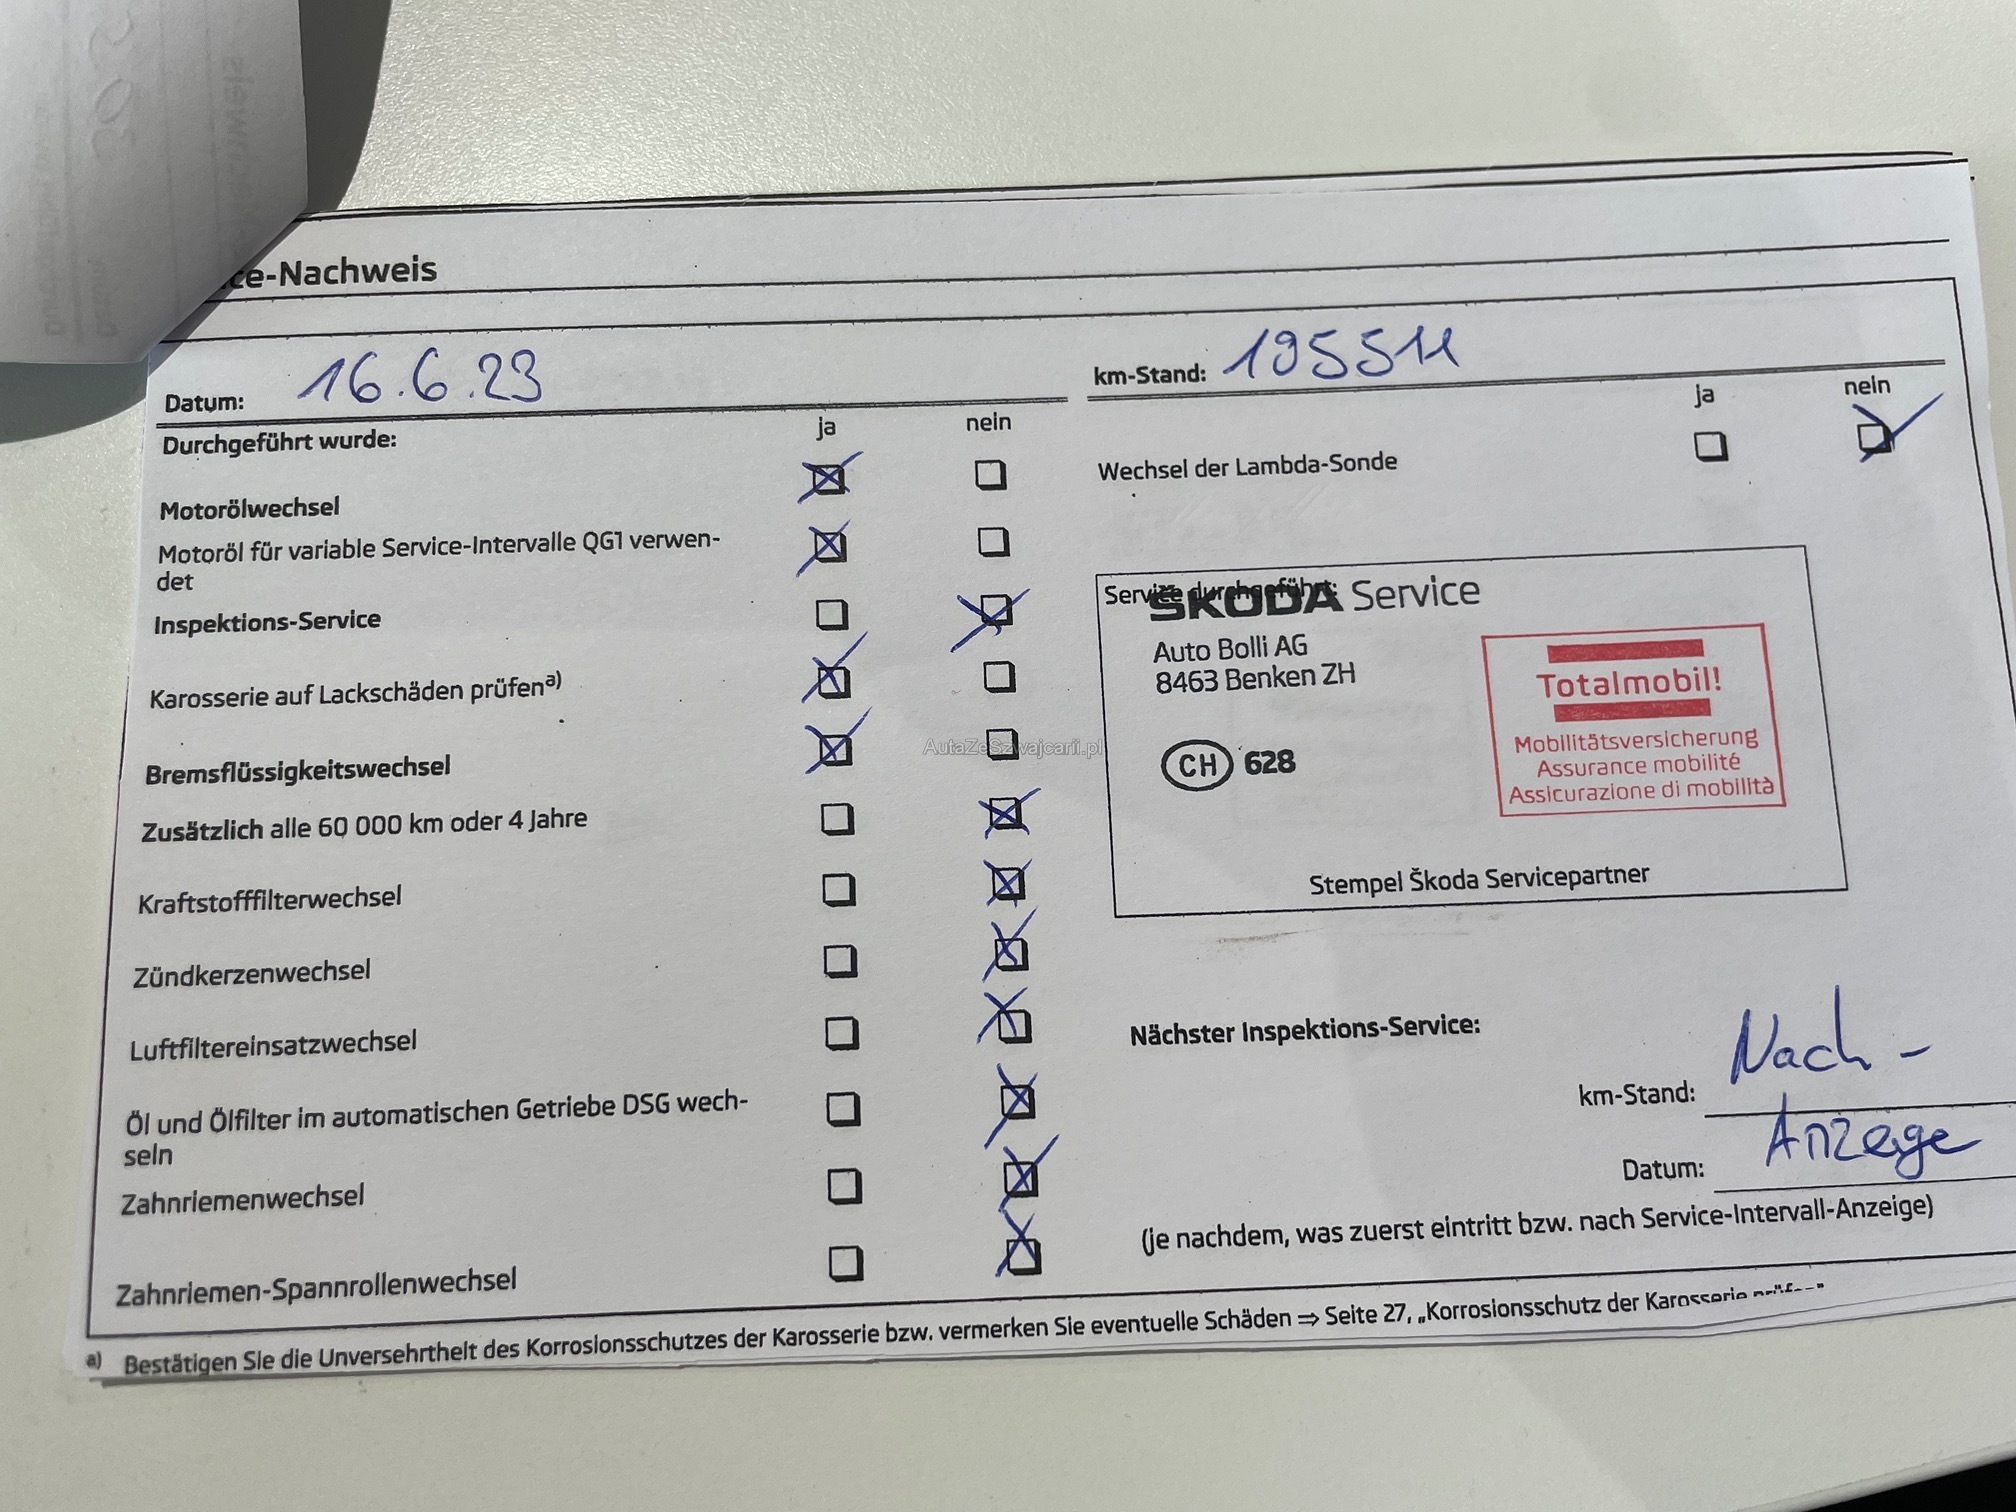 ce-Nachweis
Datum: 16.6.23
km-Stand: 195511
Durchgeführt wurde:
ja nein
ja nein
Motorölwechsel
Wechsel der Lambda-Sonde
Motoröl für variable Service-Intervalle QG1 verwen-
det
Inspektions-Service
Karosserie auf Lackschäden prüfenᵃ⁾
Bremsflüssigkeitswechsel
Zusätzlich alle 60 000 km oder 4 Jahre
Kraftstofffilterwechsel
Zündkerzenwechsel
Luftfiltereinsatzwechsel
Öl und Ölfilter im automatischen Getriebe DSG wech-
seln
Zahnriemenwechsel
Zahnriemen-Spannrollenwechsel
Service durchgeführt:
ŠKODA Service
Auto Bolli AG
8463 Benken ZH
CH 628
Totalmobil!
Mobilitätsversicherung
Assurance mobilité
Assicurazione di mobilità
Stempel Škoda Servicepartner
AutaZeSzwajcarii.pl
Nächster Inspektions-Service:
km-Stand: Nach-
Datum: Anzeige
(je nachdem, was zuerst eintritt bzw. nach Service-Intervall-Anzeige)
a) Bestätigen Sie die Unversehrtheit des Korrosionsschutzes der Karosserie bzw. vermerken Sie eventuelle Schäden ⇒ Seite 27, „Korrosionsschutz der Karosserie prüfen"